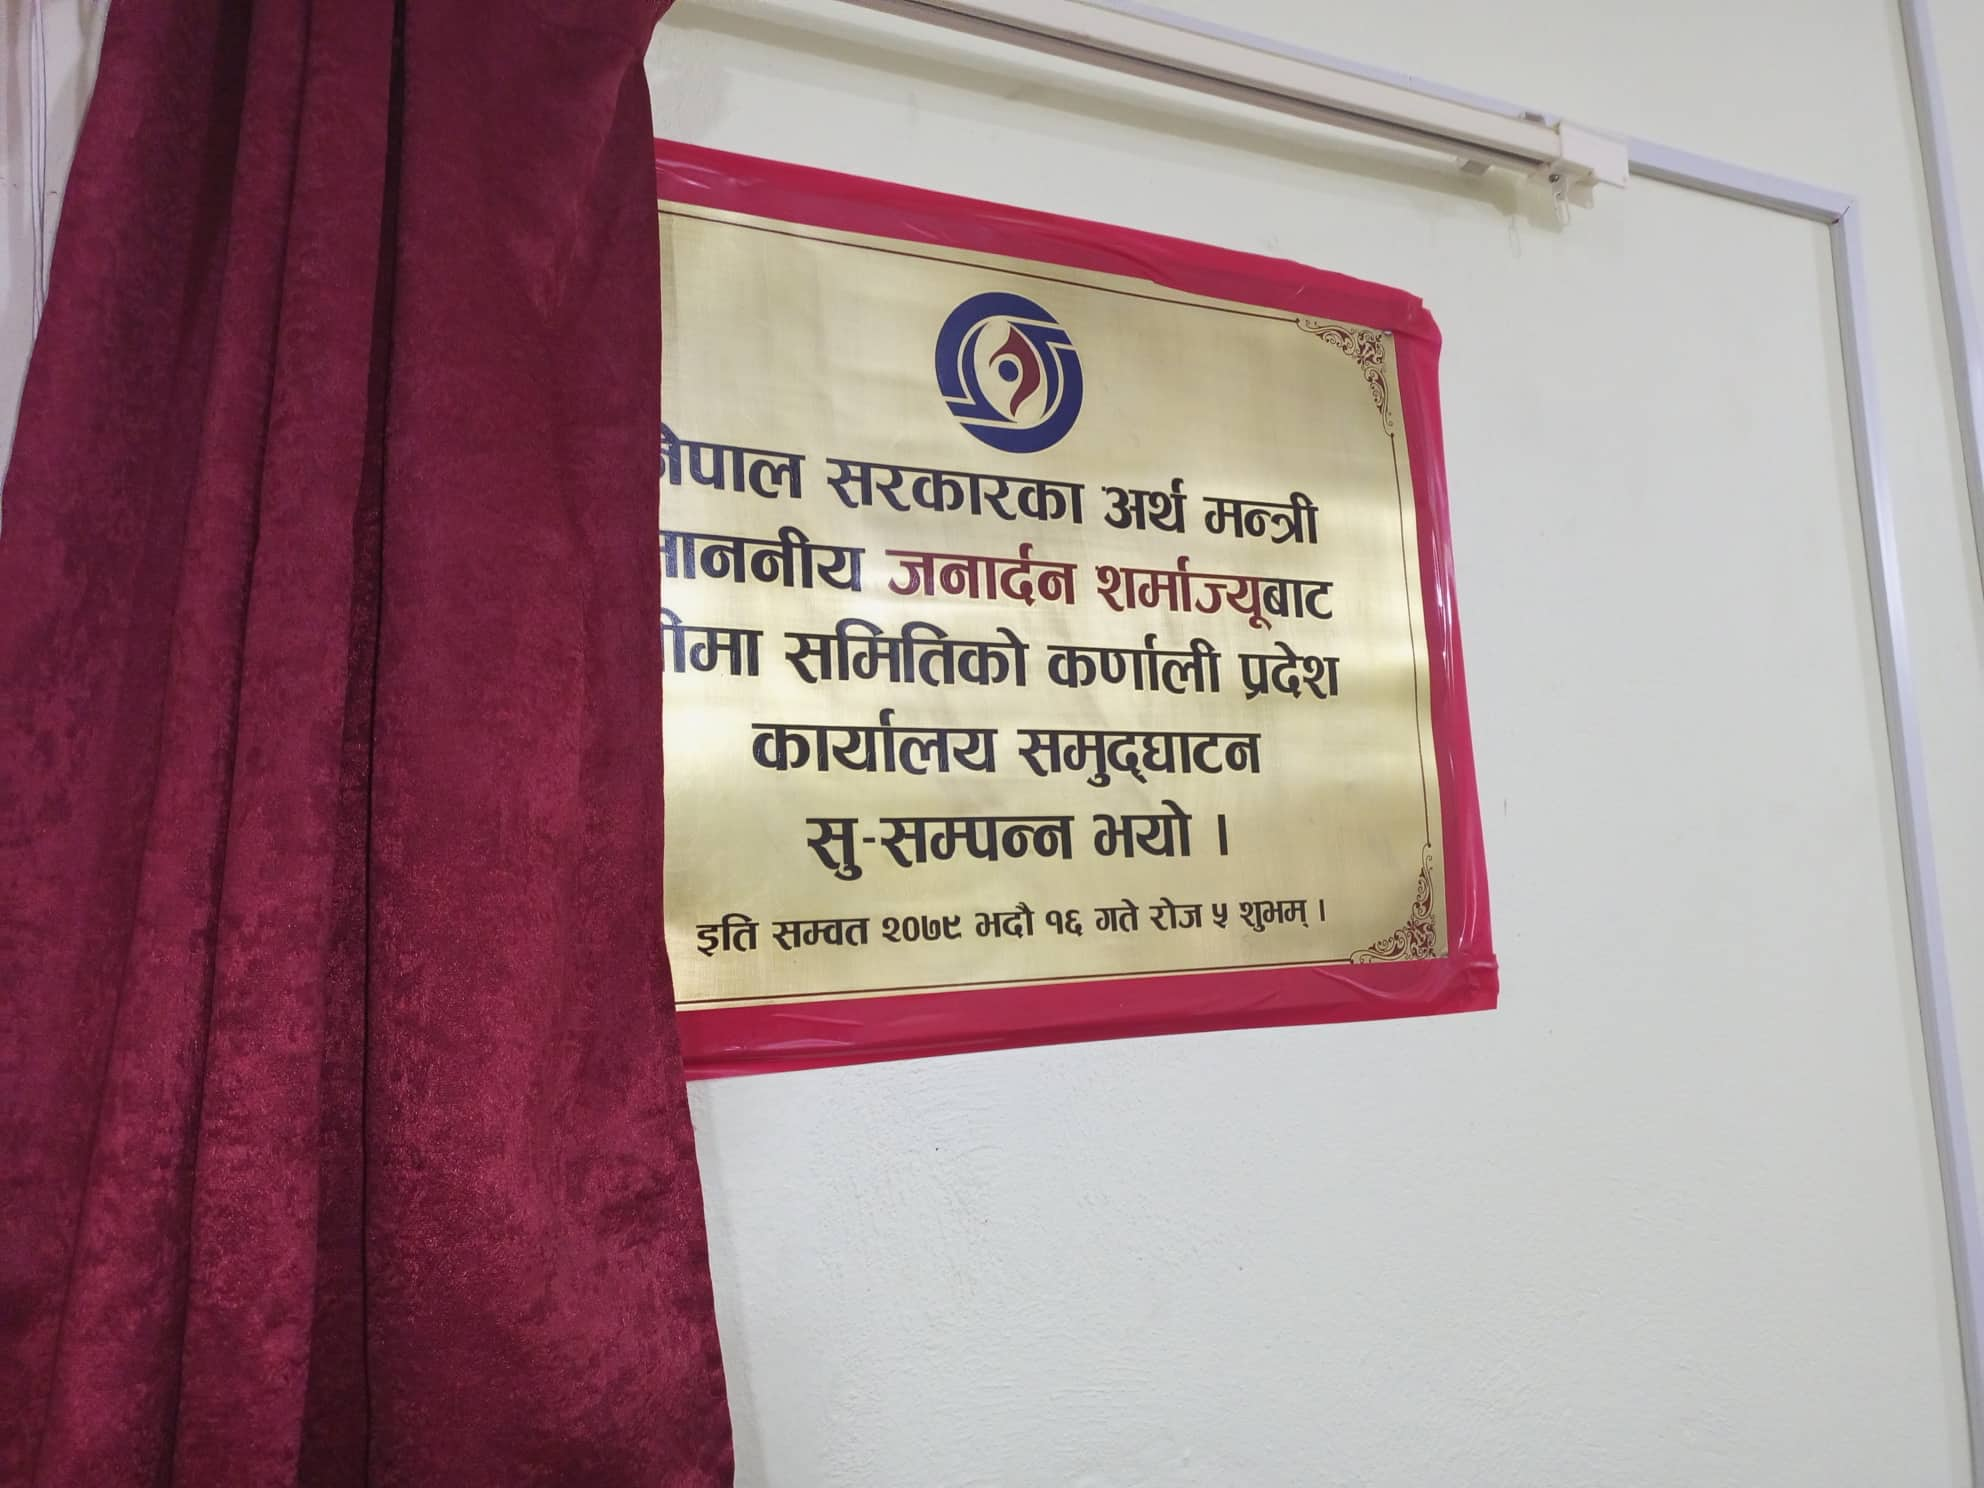 नेपाल सरकारका अर्थ मन्त्री
माननीय जनार्दन शर्माज्यूबाट
समितिको कर्णाली प्रदेश
कार्यालय समुद्घाटन
सु-सम्पन्न भयो ।
इति सम्वत २०७९ भदौ १६ गते रोज ५ शुभम् ।